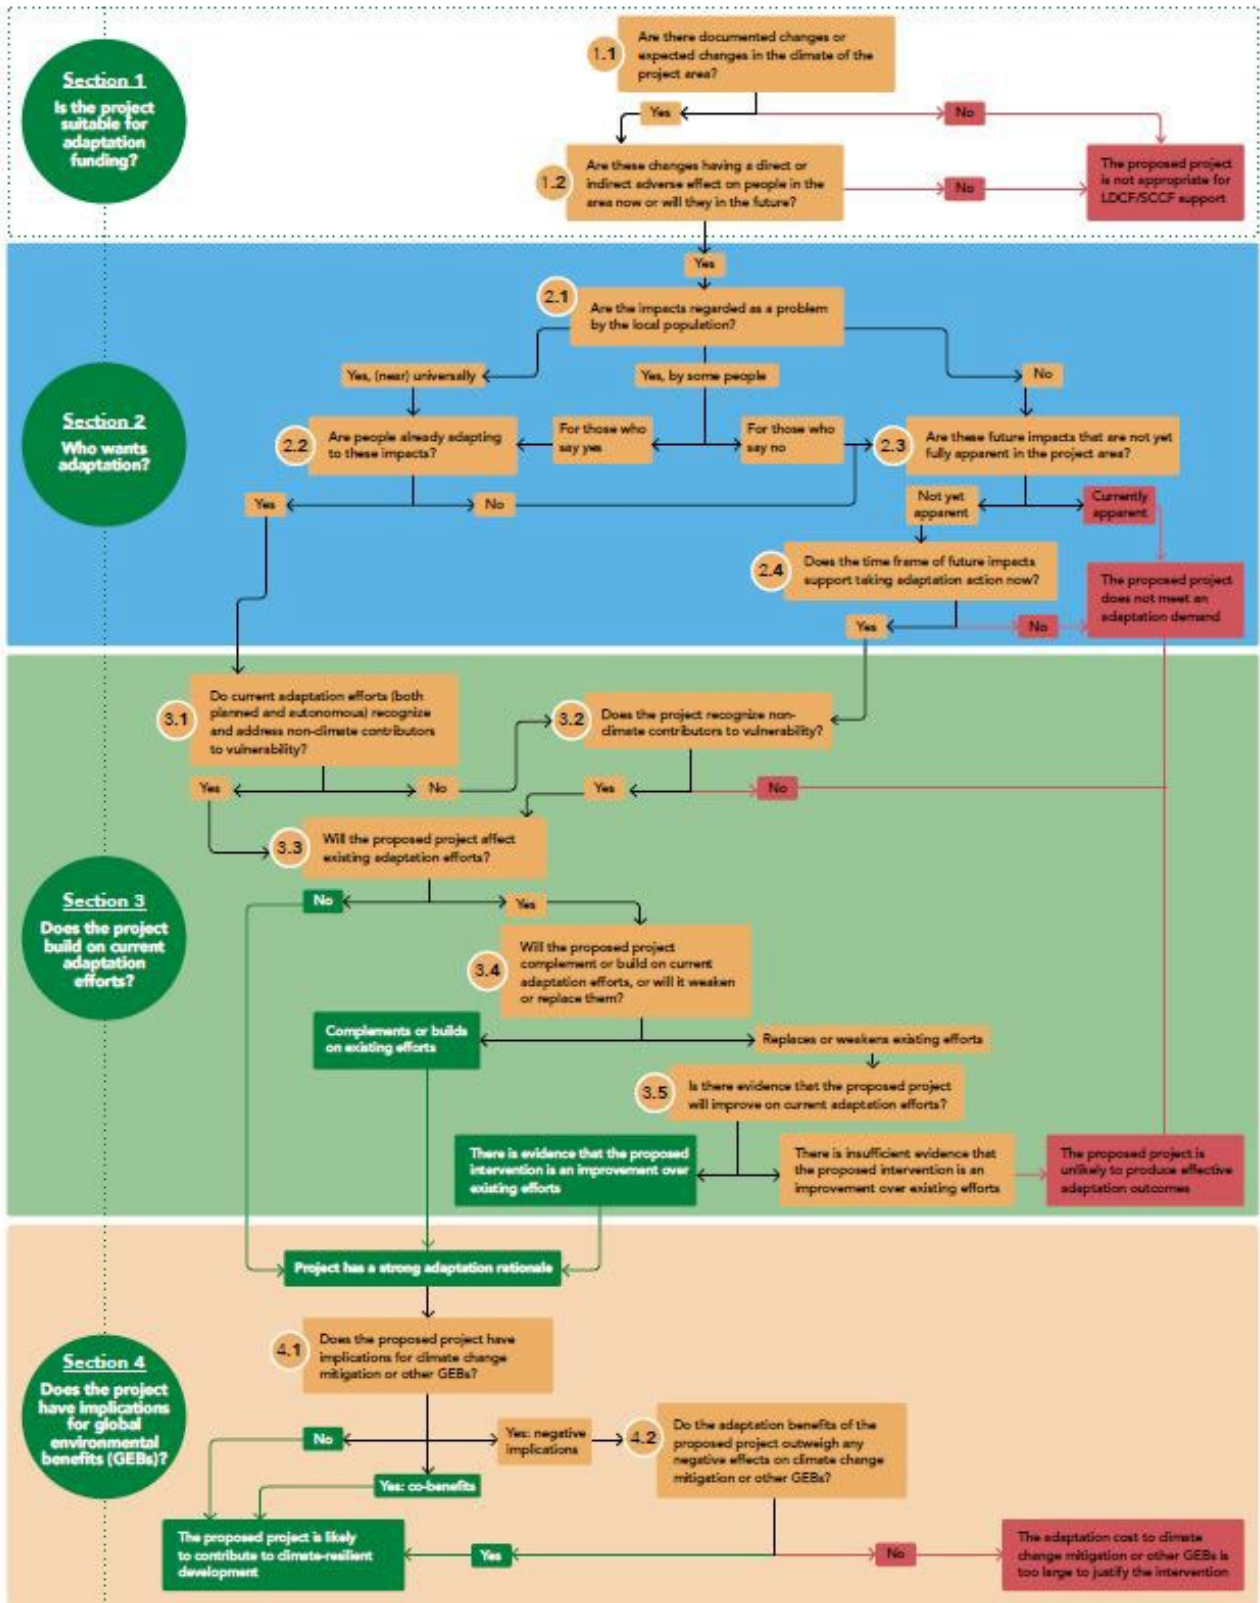 Section 1
Is the project
suitable for
adaptation
funding?
1.1
Are there documented changes or
expected changes in the climate of the
project area?
Yes
No
1.2
Are these changes having a direct or
indirect adverse effect on people in the
area now or will they in the future?
No
The proposed project
is not appropriate for
LDCF/SCCF support
Yes
Section 2
Who wants
adaptation?
2.1
Are the impacts regarded as a problem
by the local population?
Yes, (near) universally
Yes, by some people
No
2.2
Are people already adapting
to these impacts?
For those who
say yes
For those who
say no
2.3
Are these future impacts that are not yet
fully apparent in the project area?
Yes
No
Not yet
apparent
Currently
apparent
2.4
Does the time frame of future impacts
support taking adaptation action now?
The proposed project
does not meet an
adaptation demand
Yes
No
Section 3
Does the project
build on current
adaptation
efforts?
3.1
Do current adaptation efforts (both
planned and autonomous) recognize
and address non-climate contributors
to vulnerability?
3.2
Does the project recognize non-
climate contributors to vulnerability?
Yes
No
Yes
No
3.3
Will the proposed project affect
existing adaptation efforts?
No
Yes
3.4
Will the proposed project
complement or build on current
adaptation efforts, or will it weaken
or replace them?
Complements or builds
on existing efforts
Replaces or weakens existing efforts
3.5
Is there evidence that the proposed project
will improve on current adaptation efforts?
There is evidence that the proposed
intervention is an improvement over
existing efforts
There is insufficient evidence that
the proposed intervention is an
improvement over existing efforts
The proposed project is
unlikely to produce effective
adaptation outcomes
Project has a strong adaptation rationale
Section 4
Does the project
have implications
for global
environmental
benefits (GEBs)?
4.1
Does the proposed project have
implications for climate change
mitigation or other GEBs?
No
Yes: negative
implications
4.2
Do the adaptation benefits of the
proposed project outweigh any
negative effects on climate change
mitigation or other GEBs?
Yes: co-benefits
The proposed project is likely
to contribute to climate-resilient
development
Yes
No
The adaptation cost to climate
change mitigation or other GEBs is
too large to justify the intervention